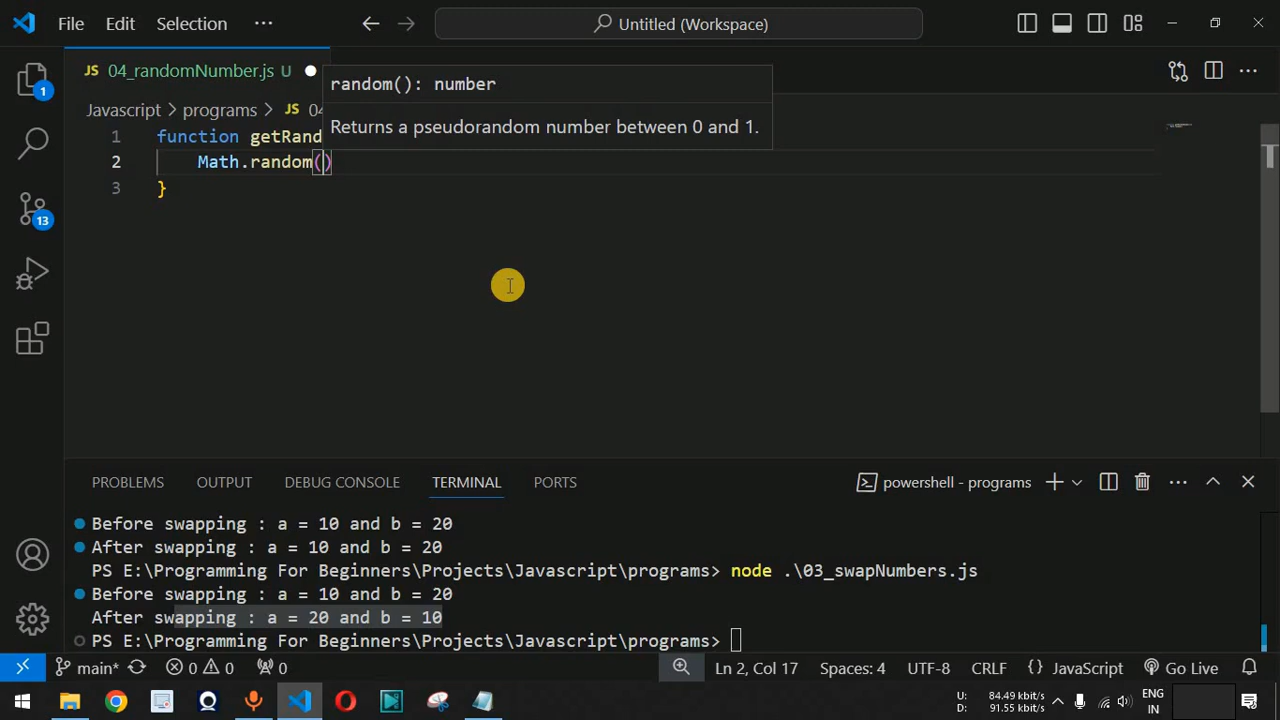 File Edit Selection ··· Untitled (Workspace)
JS 04_randomNumber.js U
random(): number
Javascript > programs > JS 04
Returns a pseudorandom number between 0 and 1.
1 function getRand
2 Math.random()
3 }
1
13
PROBLEMS OUTPUT DEBUG CONSOLE TERMINAL PORTS powershell - programs
Before swapping : a = 10 and b = 20
After swapping : a = 10 and b = 20
PS E:\Programming For Beginners\Projects\Javascript\programs> node .\03_swapNumbers.js
Before swapping : a = 10 and b = 20
After swapping : a = 20 and b = 10
PS E:\Programming For Beginners\Projects\Javascript\programs>
main* 0 0 0 Ln 2, Col 17 Spaces: 4 UTF-8 CRLF {} JavaScript Go Live
U: 84.49 kbit/s
D: 91.55 kbit/s
ENG
IN